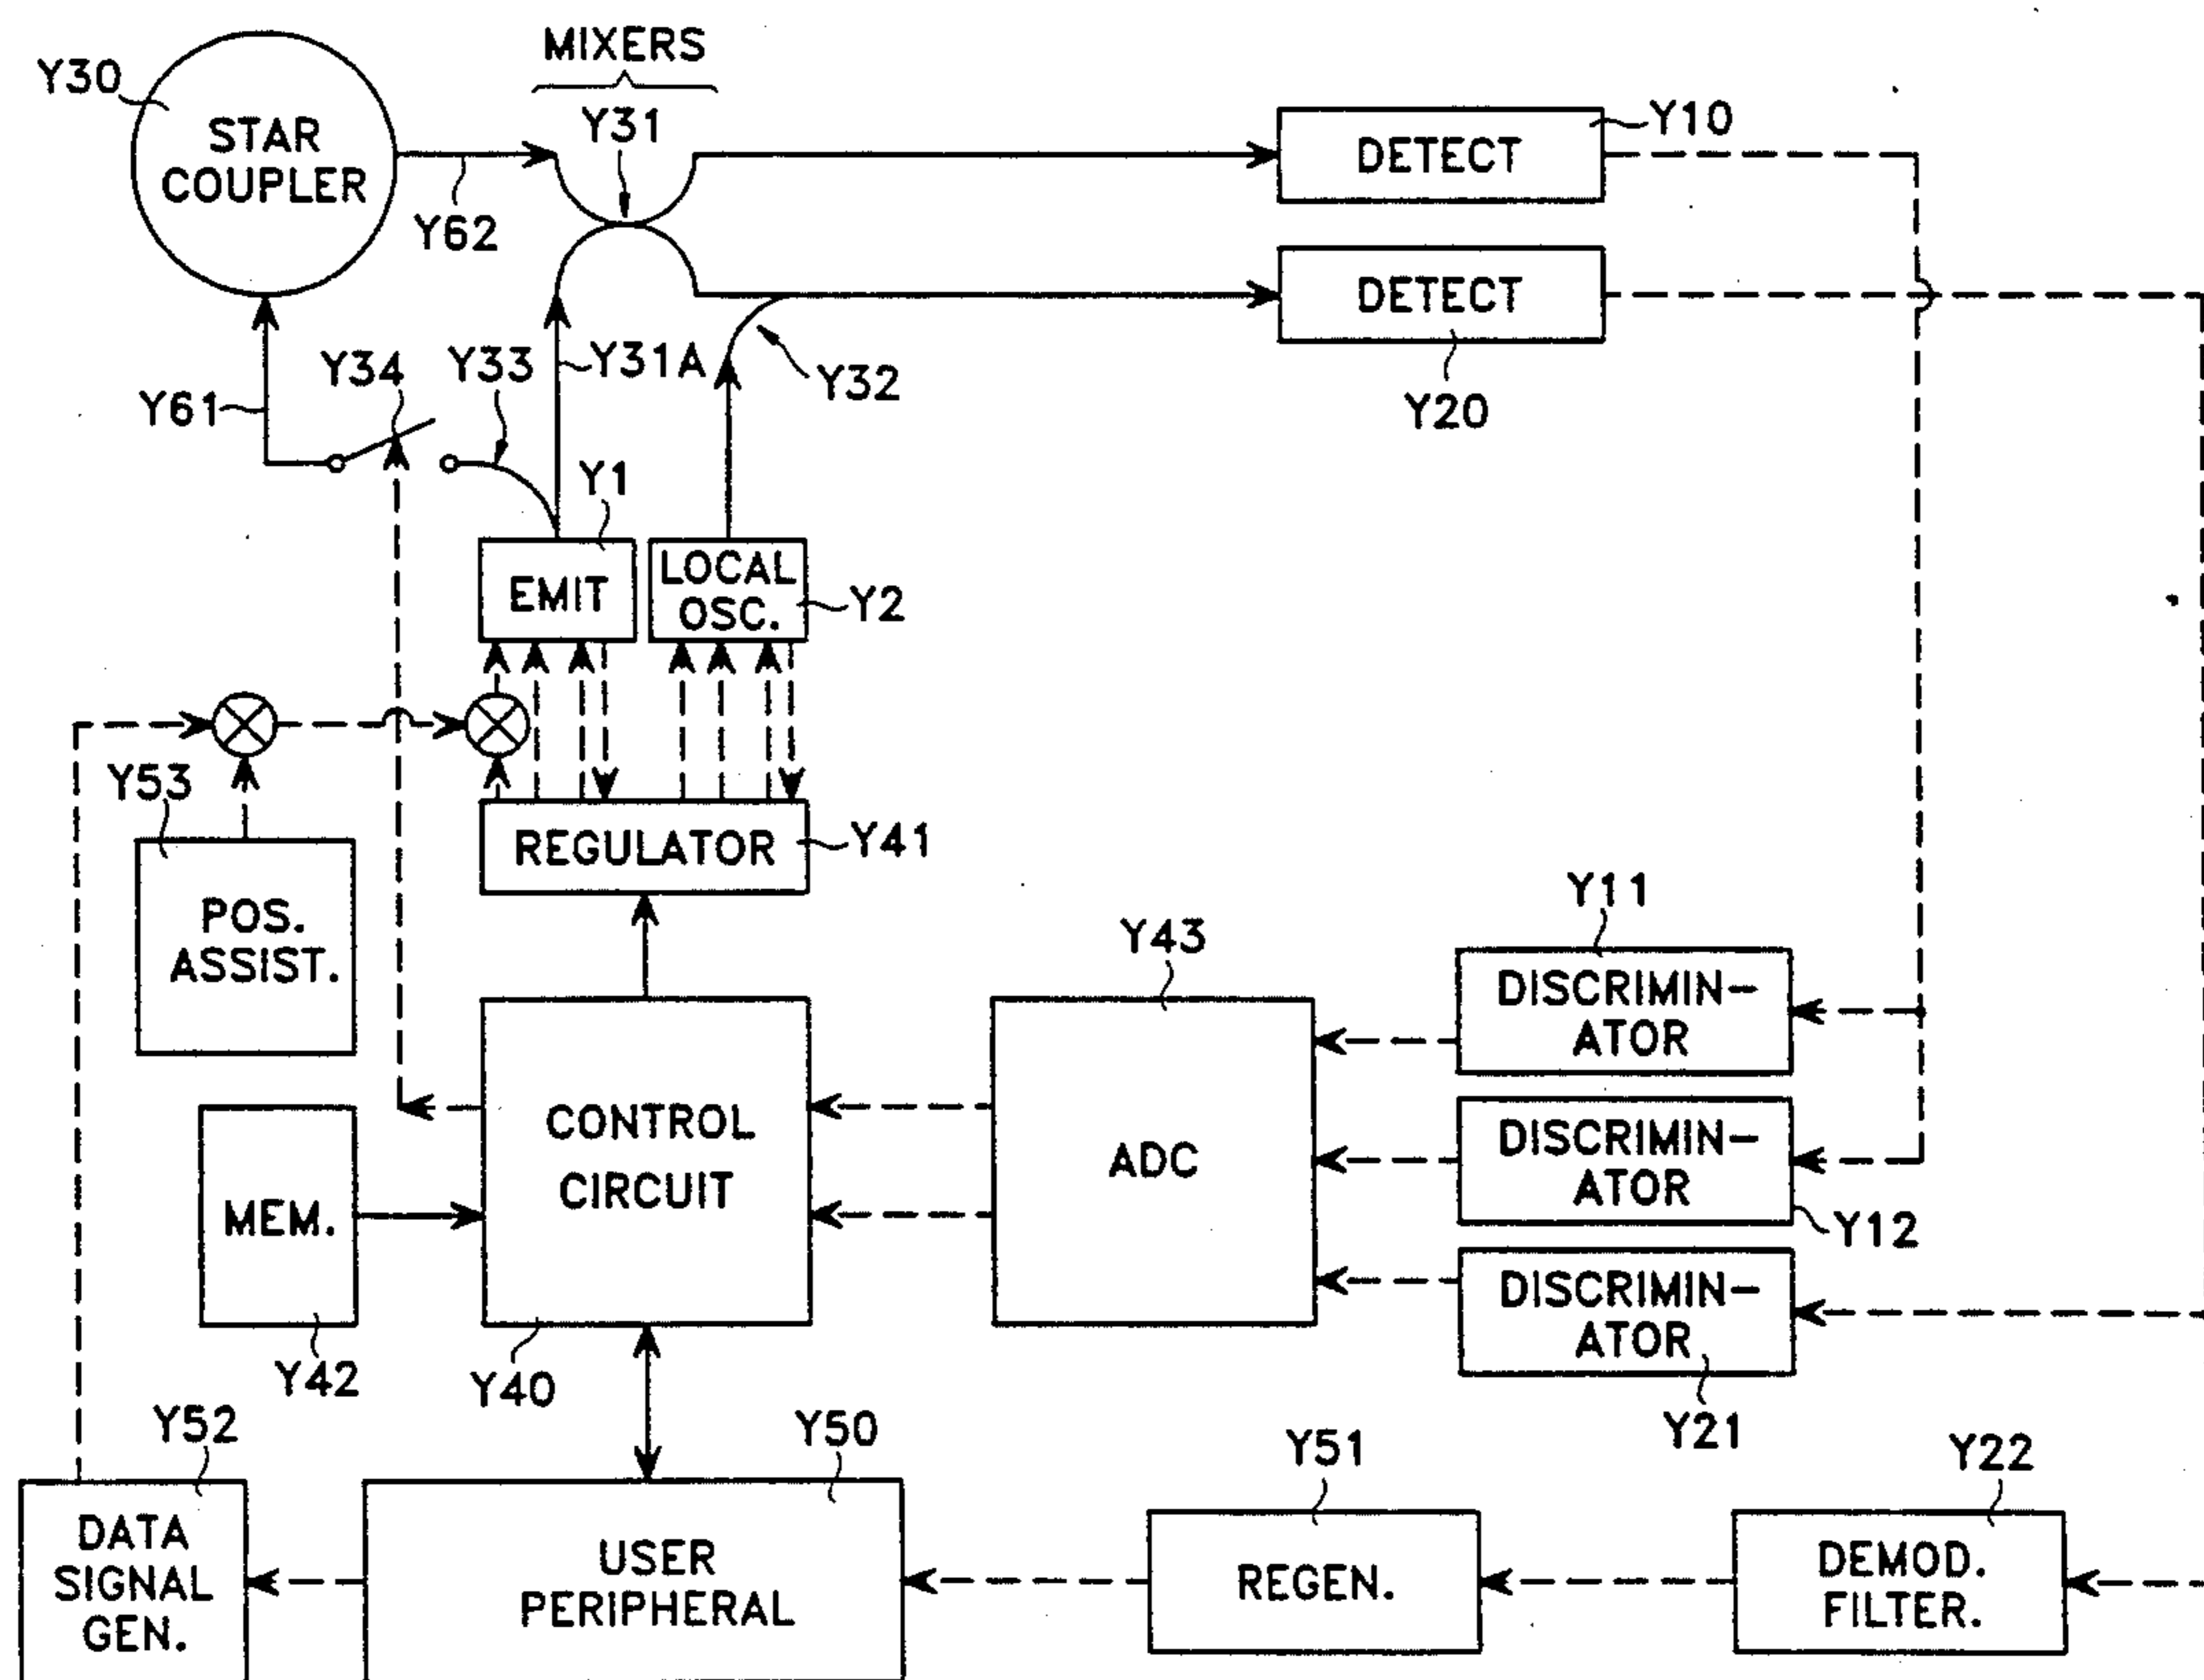 MIXERS
Y30
STAR
COUPLER
Y31
Y10
DETECT
Y62
DETECT
Y20
Y61
Y34
Y33
Y31A
Y32
Y1
EMIT
LOCAL
OSC.
Y2
Y53
POS.
ASSIST.
REGULATOR
Y41
Y43
Y11
DISCRIMIN-
ATOR
CONTROL
CIRCUIT
ADC
DISCRIMIN-
ATOR
Y12
MEM.
Y42
Y40
DISCRIMIN-
ATOR
Y21
Y52
DATA
SIGNAL
GEN.
Y50
USER
PERIPHERAL
Y51
REGEN.
Y22
DEMOD.
FILTER.